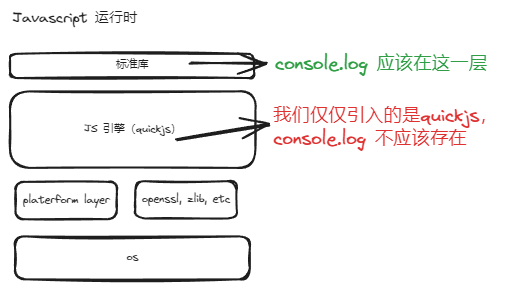 Javascript 运行时
标准库
console.log 应该在这一层
JS 引擎（quickjs）
我们仅仅引入的是quickjs，
console.log 不应该存在
platerform layer
openssl, zlib, etc
os